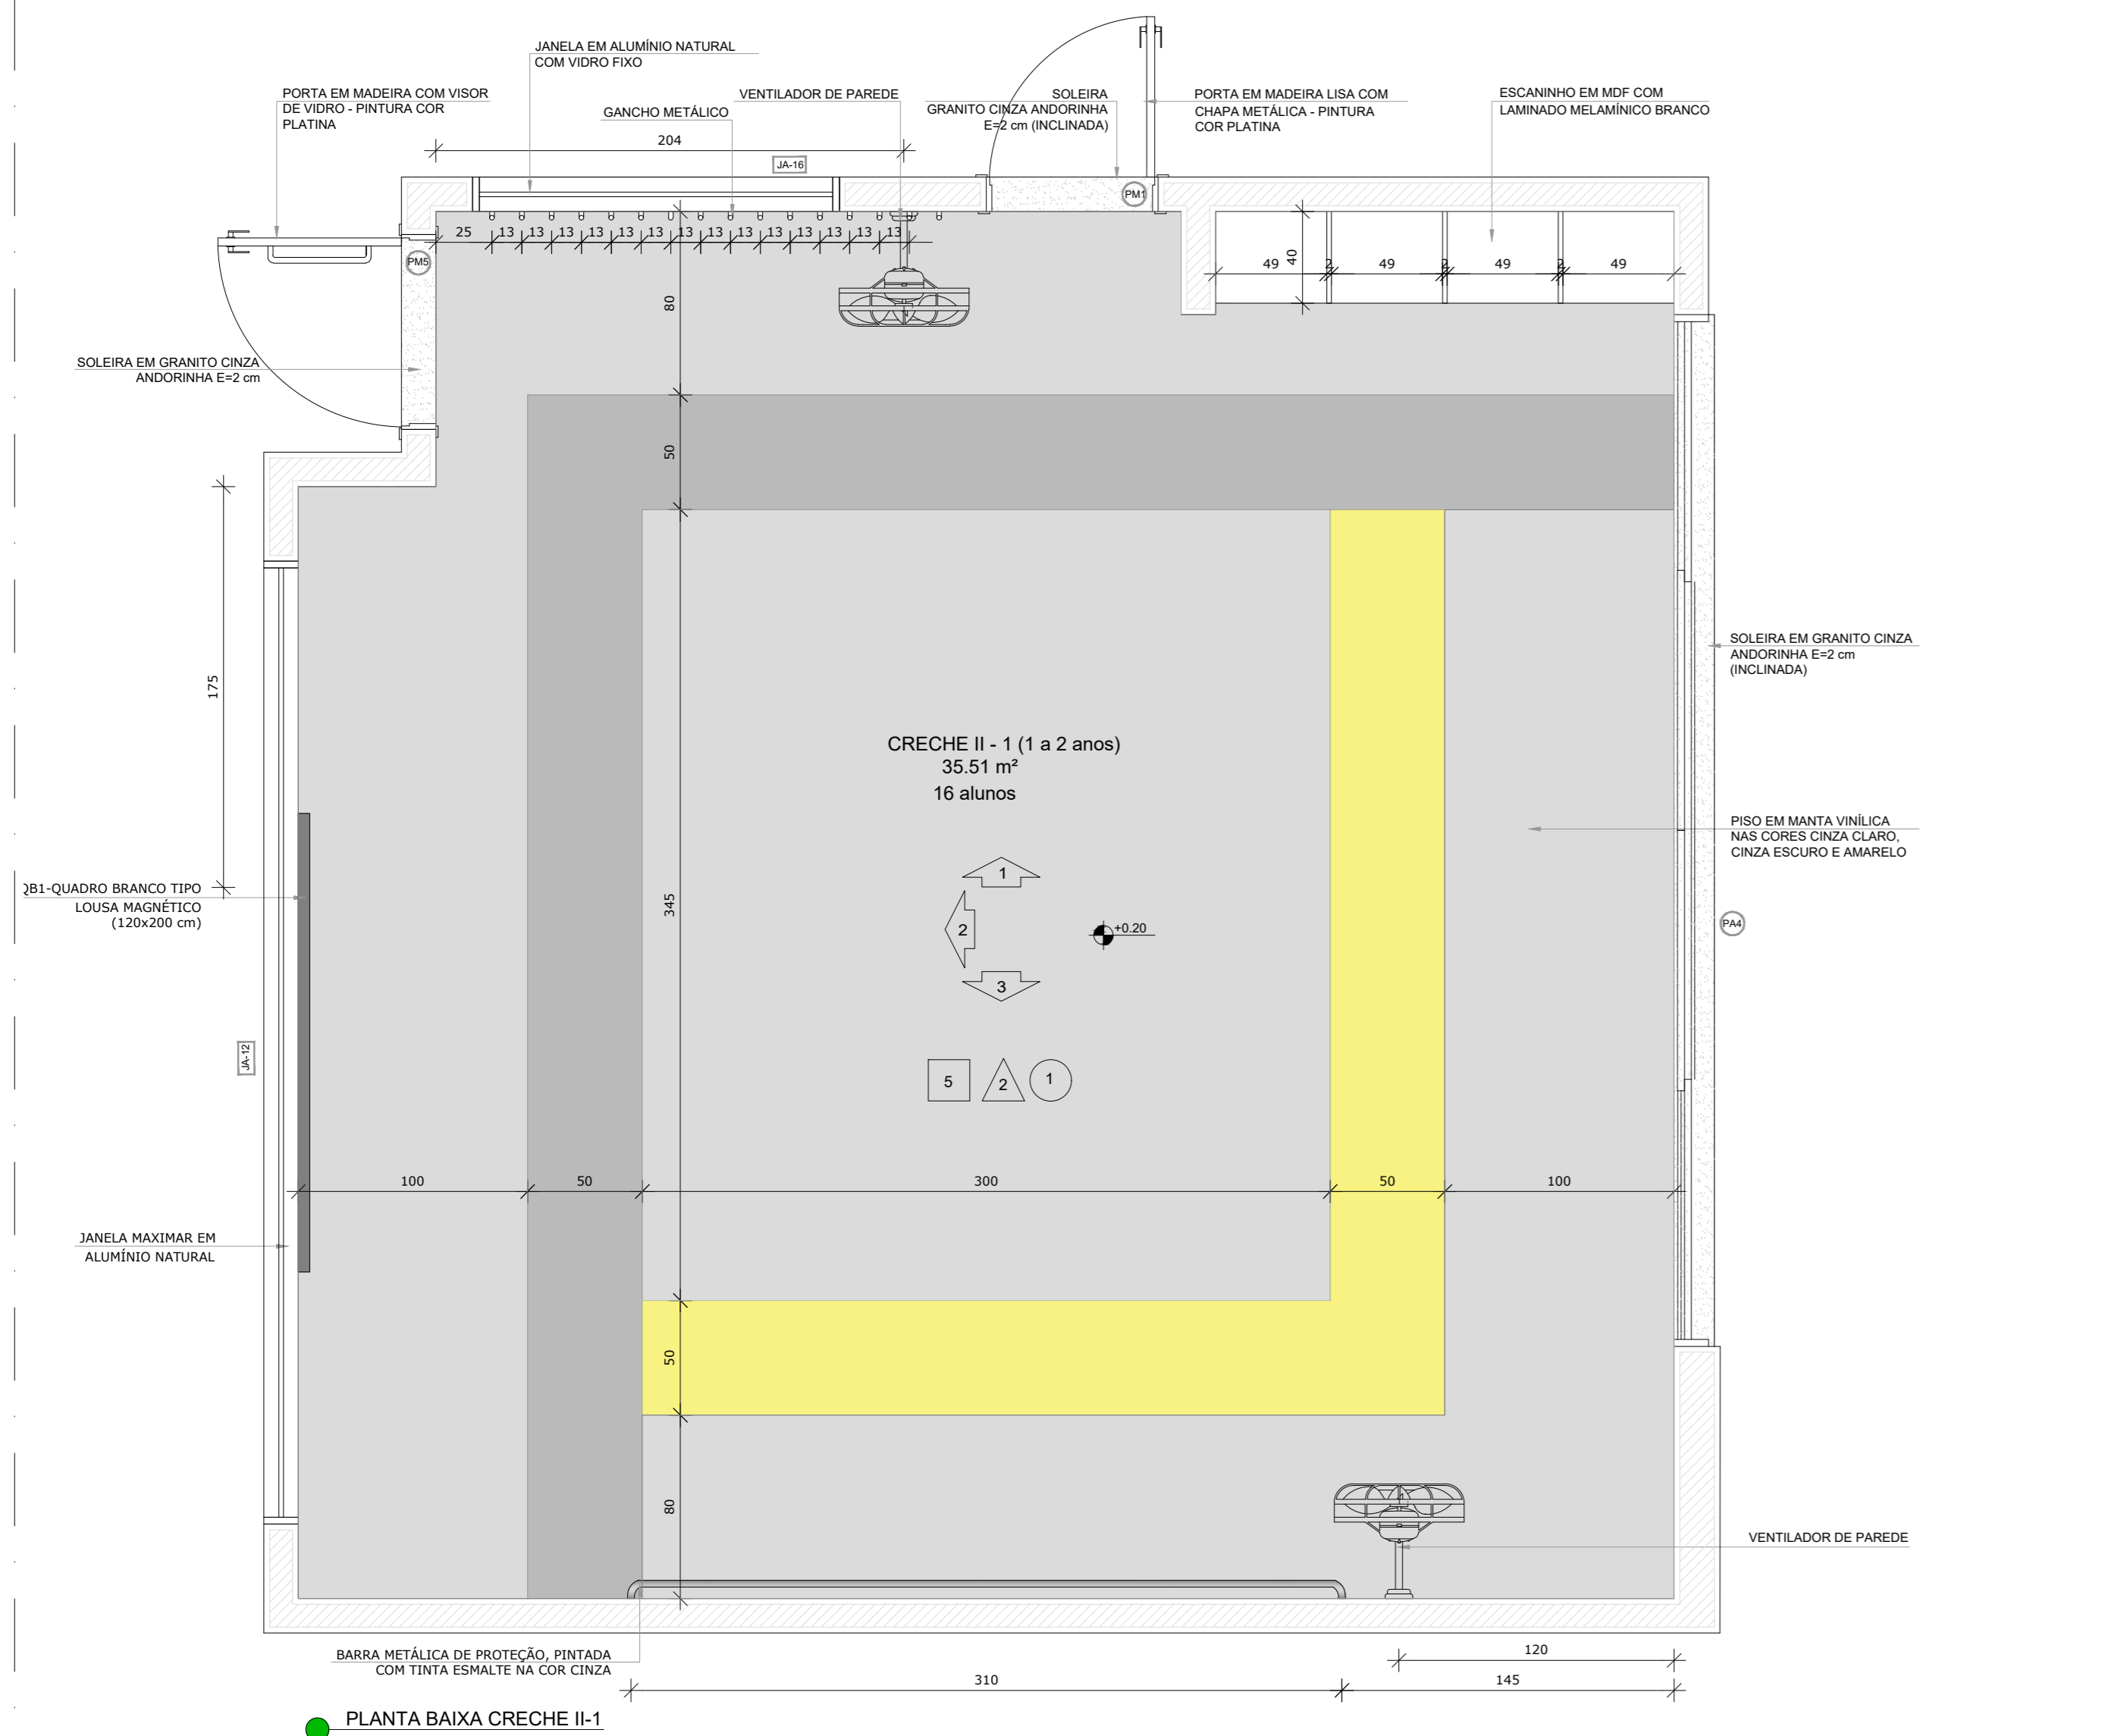 JANELA EM ALUMÍNIO NATURAL
COM VIDRO FIXO
PORTA EM MADEIRA COM VISOR
DE VIDRO - PINTURA COR
PLATINA
GANCHO METÁLICO
VENTILADOR DE PAREDE
SOLEIRA
GRANITO CINZA ANDORINHA
E=2 cm (INCLINADA)
PORTA EM MADEIRA LISA COM
CHAPA METÁLICA - PINTURA
COR PLATINA
ESCANINHO EM MDF COM
LAMINADO MELAMÍNICO BRANCO
204
JA-16
PM1
PM5
25 13 13 13 13 13 13 13 13 13 13 13 13 13 13
40
49 2 49 2 49 2 49
80
SOLEIRA EM GRANITO CINZA
ANDORINHA E=2 cm
50
175
SOLEIRA EM GRANITO CINZA
ANDORINHA E=2 cm
(INCLINADA)
CRECHE II - 1 (1 a 2 anos)
35.51 m²
16 alunos
PISO EM MANTA VINÍLICA
NAS CORES CINZA CLARO,
CINZA ESCURO E AMARELO
QB1-QUADRO BRANCO TIPO
LOUSA MAGNÉTICO
(120x200 cm)
345
1
2
3
+0.20
PA4
JA-12
5 2 1
100 50 300 50 100
JANELA MAXIMAR EM
ALUMÍNIO NATURAL
50
80
VENTILADOR DE PAREDE
BARRA METÁLICA DE PROTEÇÃO, PINTADA
COM TINTA ESMALTE NA COR CINZA
120
310 145
PLANTA BAIXA CRECHE II-1